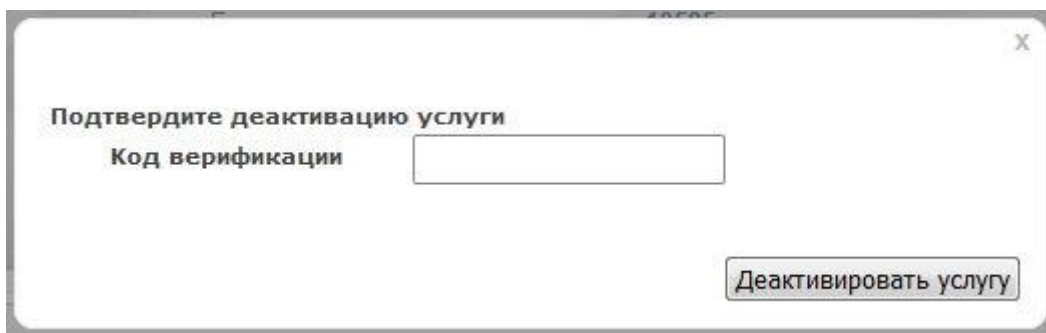 x
Подтвердите деактивацию услуги
Код верификации
Деактивировать услугу